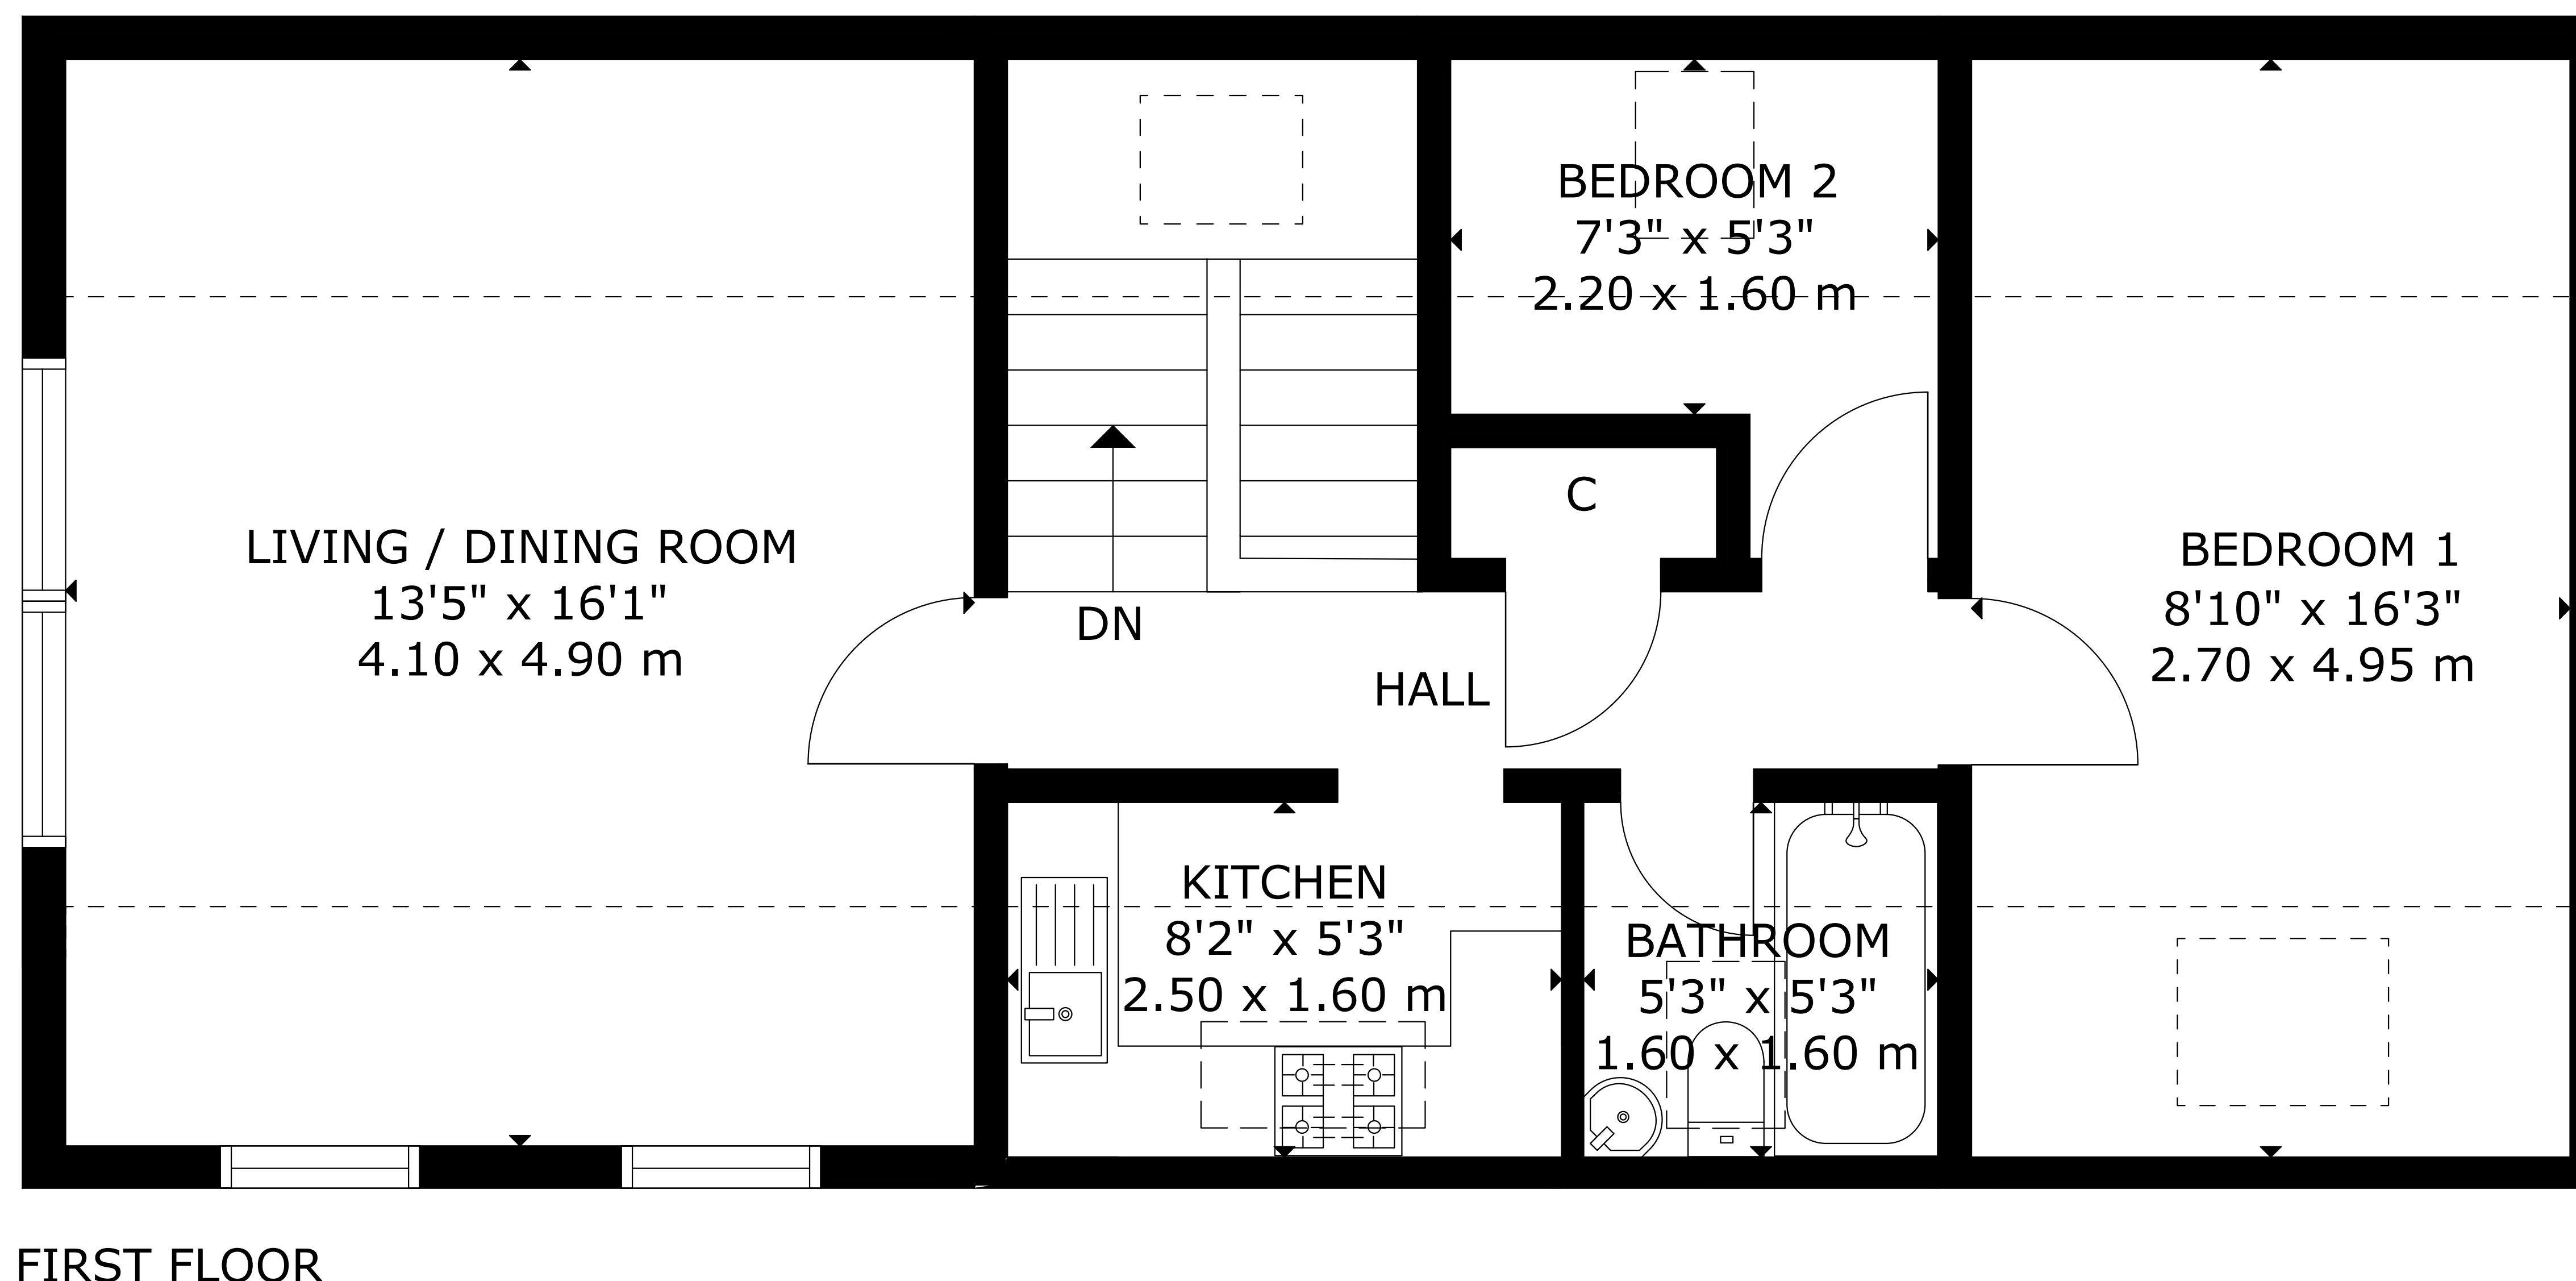 BEDROOM 2
7'3" x 5'3"
2.20 x 1.60 m
C
LIVING / DINING ROOM
13'5" x 16'1"
4.10 x 4.90 m
DN
HALL
BEDROOM 1
8'10" x 16'3"
2.70 x 4.95 m
KITCHEN
8'2" x 5'3"
2.50 x 1.60 m
BATHROOM
5'3" x 5'3"
1.60 x 1.60 m
FIRST FLOOR